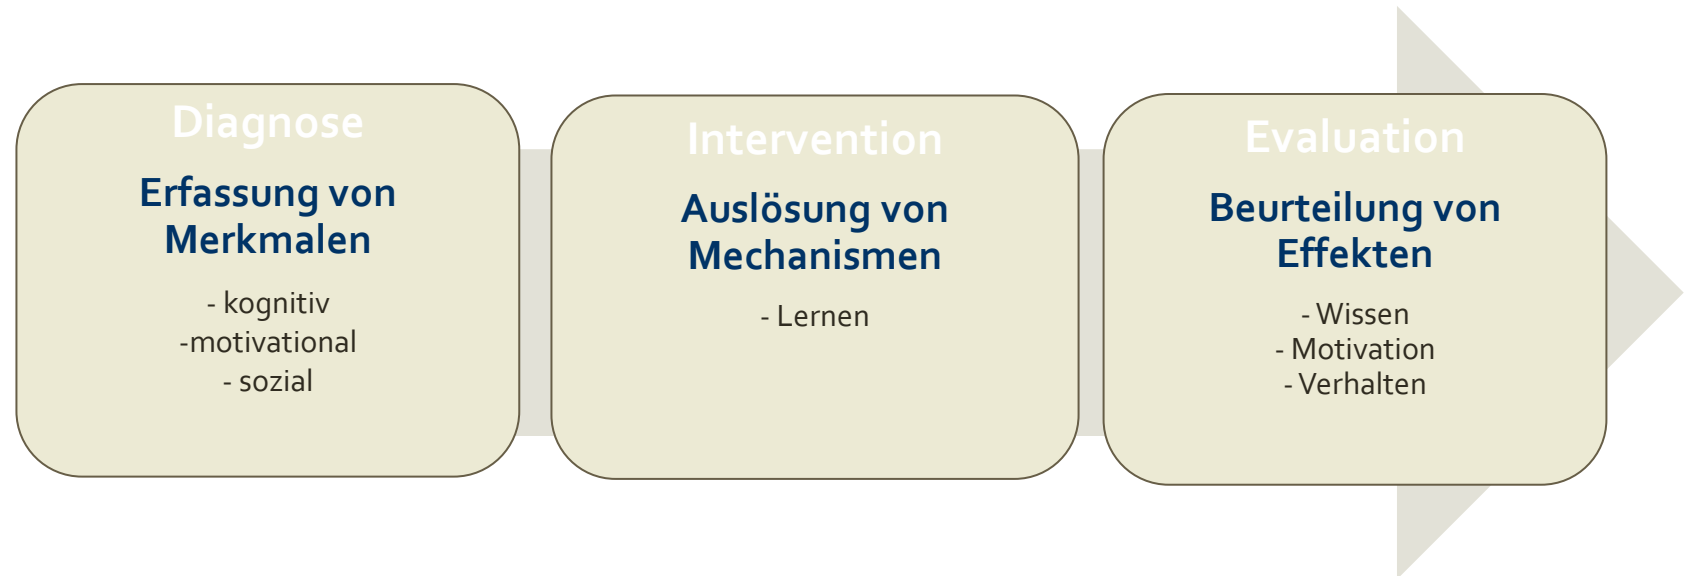 Diagnose
Erfassung von
Merkmalen
- kognitiv
-motivational
- sozial
Intervention
Auslösung von
Mechanismen
- Lernen
Evaluation
Beurteilung von
Effekten
- Wissen
- Motivation
- Verhalten